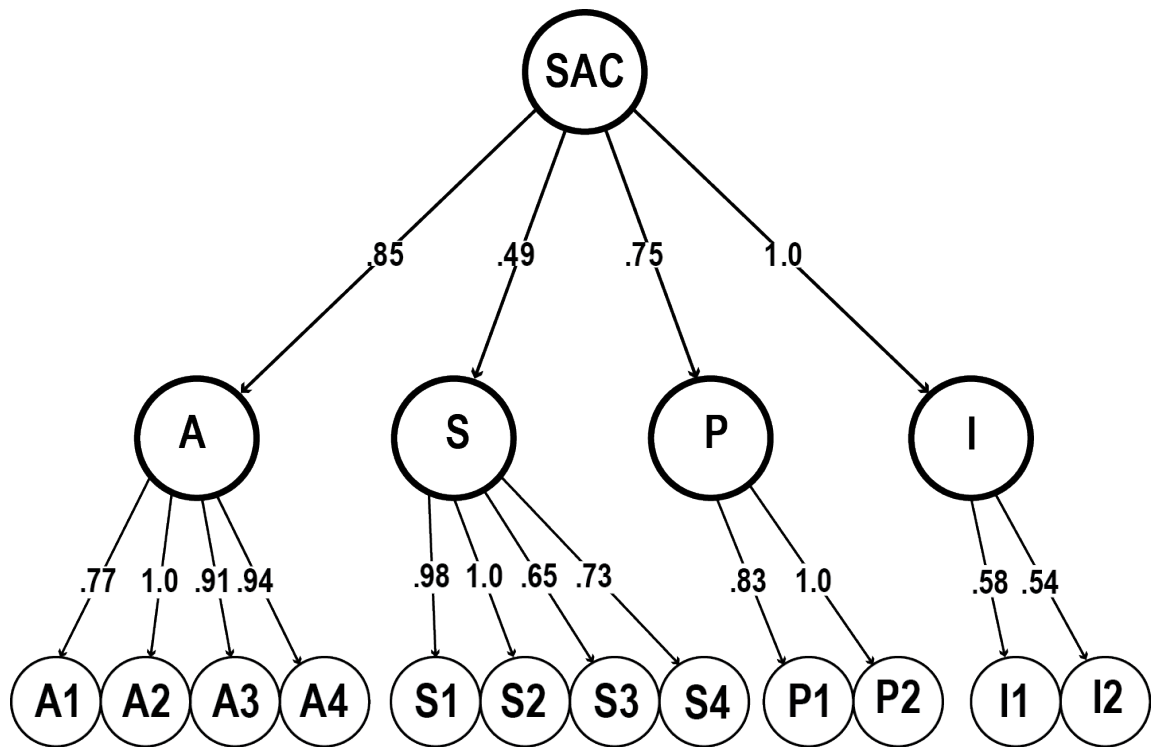 SAC
.85 .49 .75 1.0
A S P I
.77 1.0 .91 .94 .98 1.0 .65 .73 .83 1.0 .58 .54
A1 A2 A3 A4 S1 S2 S3 S4 P1 P2 I1 I2